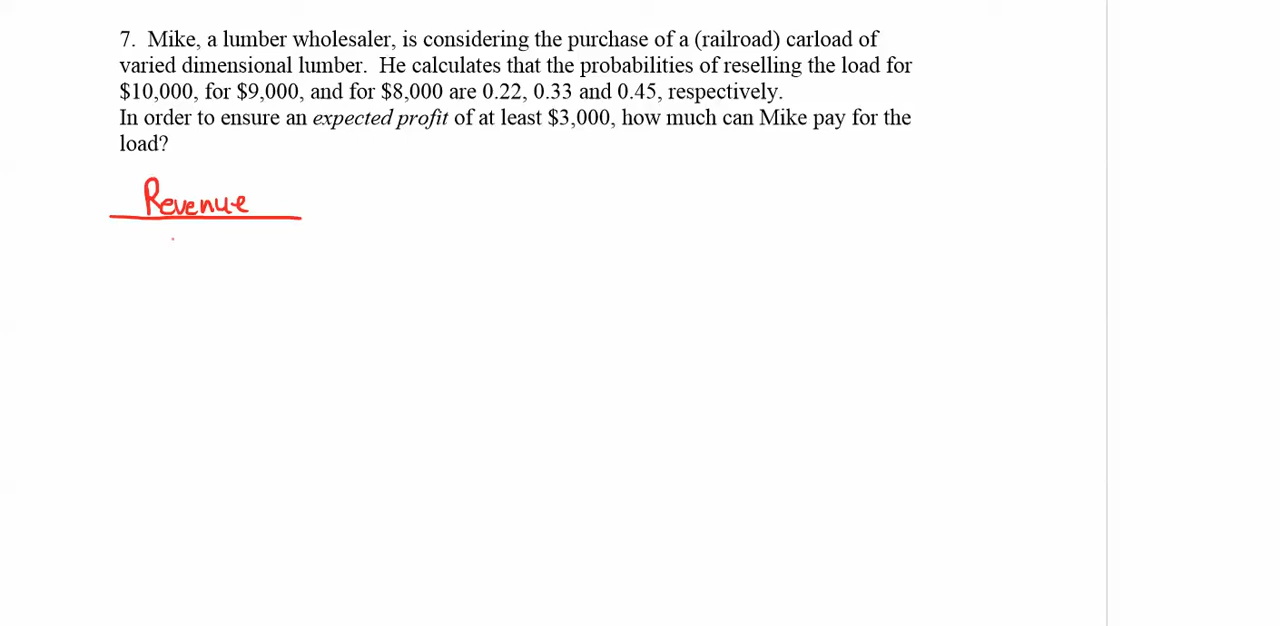 7. Mike, a lumber wholesaler, is considering the purchase of a (railroad) carload of
varied dimensional lumber. He calculates that the probabilities of reselling the load for
$10,000, for $9,000, and for $8,000 are 0.22, 0.33 and 0.45, respectively.
In order to ensure an expected profit of at least $3,000, how much can Mike pay for the
load?
Revenue